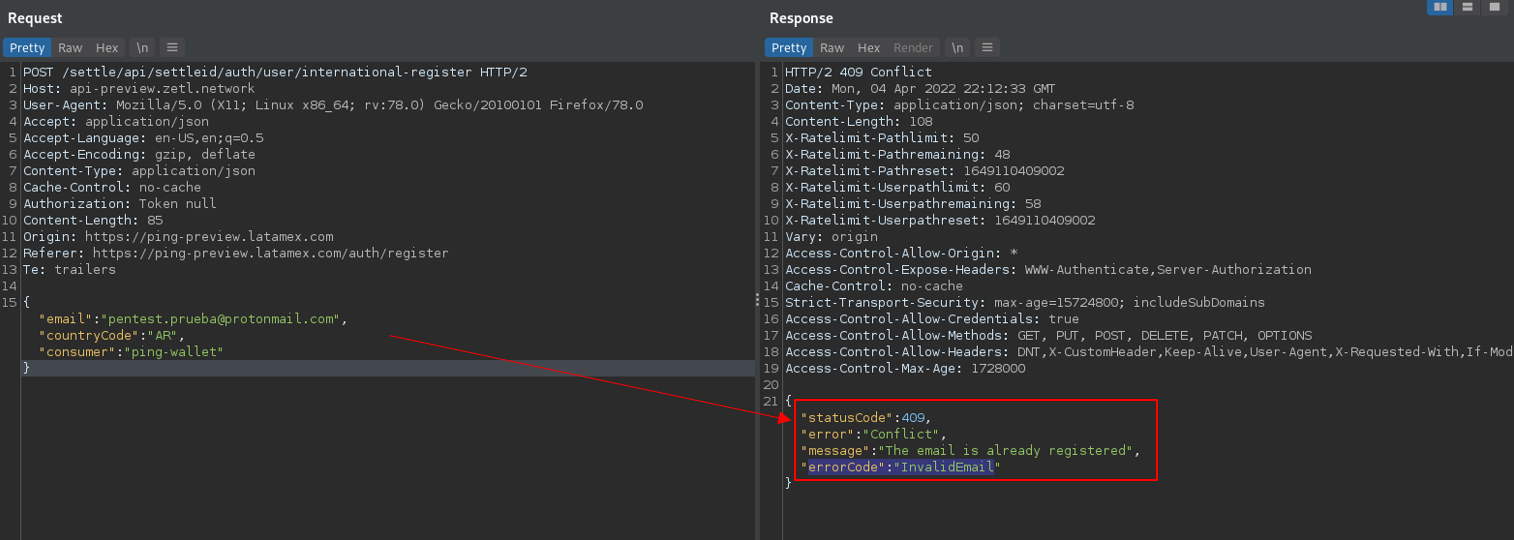 Request
Pretty Raw Hex \n
1 POST /settle/api/settleid/auth/user/international-register HTTP/2
2 Host: api-preview.zetl.network
3 User-Agent: Mozilla/5.0 (X11; Linux x86_64; rv:78.0) Gecko/20100101 Firefox/78.0
4 Accept: application/json
5 Accept-Language: en-US,en;q=0.5
6 Accept-Encoding: gzip, deflate
7 Content-Type: application/json
8 Cache-Control: no-cache
9 Authorization: Token null
10 Content-Length: 85
11 Origin: https://ping-preview.latamex.com
12 Referer: https://ping-preview.latamex.com/auth/register
13 Te: trailers
14
15 {
"email":"pentest.prueba@protonmail.com",
"countryCode":"AR",
"consumer":"ping-wallet"
}
Response
Pretty Raw Hex Render \n
1 HTTP/2 409 Conflict
2 Date: Mon, 04 Apr 2022 22:12:33 GMT
3 Content-Type: application/json; charset=utf-8
4 Content-Length: 108
5 X-Ratelimit-Pathlimit: 50
6 X-Ratelimit-Pathremaining: 48
7 X-Ratelimit-Pathreset: 1649110409002
8 X-Ratelimit-Userpathlimit: 60
9 X-Ratelimit-Userpathremaining: 58
10 X-Ratelimit-Userpathreset: 1649110409002
11 Vary: origin
12 Access-Control-Allow-Origin: *
13 Access-Control-Expose-Headers: WWW-Authenticate,Server-Authorization
14 Cache-Control: no-cache
15 Strict-Transport-Security: max-age=15724800; includeSubDomains
16 Access-Control-Allow-Credentials: true
17 Access-Control-Allow-Methods: GET, PUT, POST, DELETE, PATCH, OPTIONS
18 Access-Control-Allow-Headers: DNT,X-CustomHeader,Keep-Alive,User-Agent,X-Requested-With,If-Mod
19 Access-Control-Max-Age: 1728000
20
21 {
"statusCode":409,
"error":"Conflict",
"message":"The email is already registered",
"errorCode":"InvalidEmail"
}